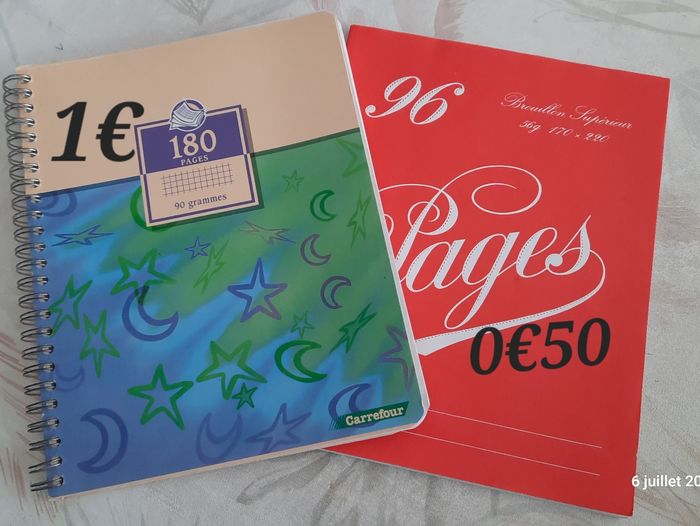 1€
180
PAGES
90 grammes
Carrefour
96
Brouillon Supérieur
56g 170 x 220
Pages
0€50
6 juillet 20